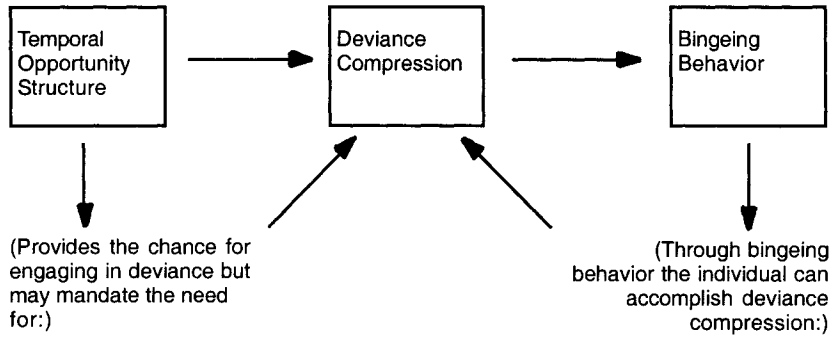 Temporal
Opportunity
Structure
Deviance
Compression
Bingeing
Behavior
(Provides the chance for
engaging in deviance but
may mandate the need
for:)
(Through bingeing
behavior the individual can
accomplish deviance
compression:)